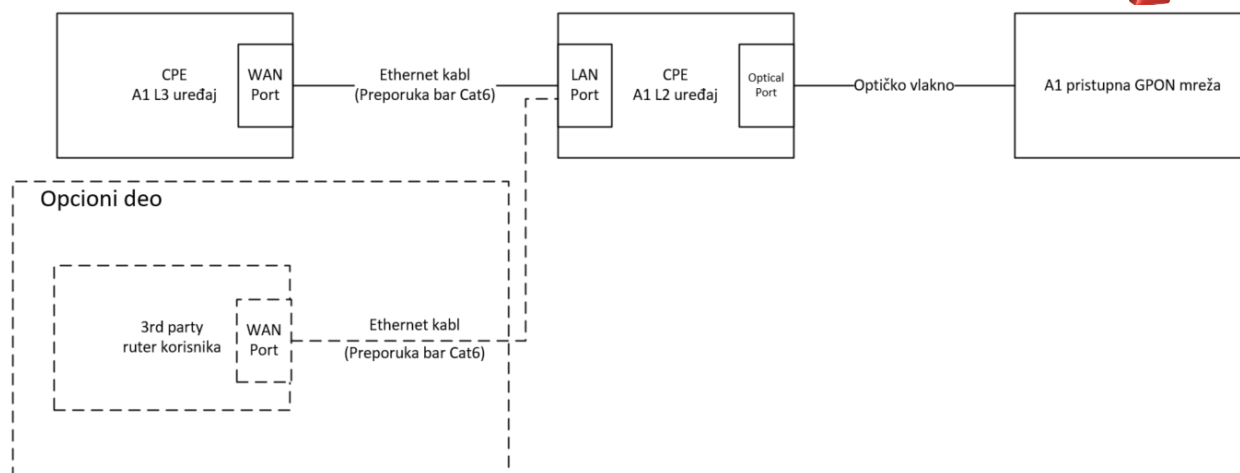 CPE
A1 L3 uređaj
WAN
Port
Ethernet kabl
(Preporuka bar Cat6)
LAN
Port
CPE
A1 L2 uređaj
Optical
Port
Optičko vlakno
A1 pristupna GPON mreža
Opcioni deo
3rd party
ruter korisnika
WAN
Port
Ethernet kabl
(Preporuka bar Cat6)